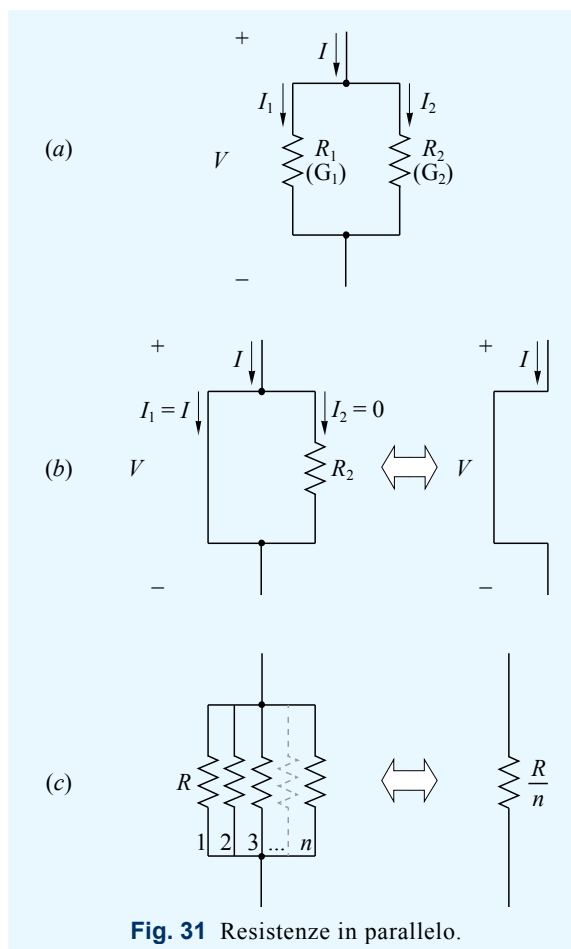 +
I
I₁ I₂
(a) V R₁ R₂
(G₁) (G₂)
–
+ +
I I
I₁ = I I₂ = 0
(b) V R₂ V
– –
(c) R R/n
1 2 3 ... n
Fig. 31 Resistenze in parallelo.